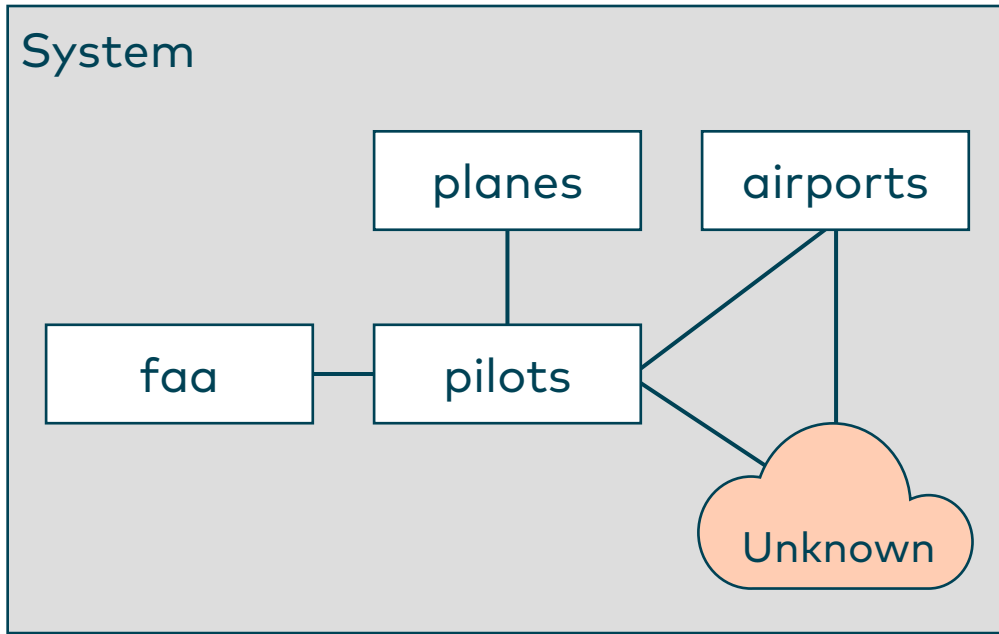 System
planes
airports
faa
pilots
Unknown